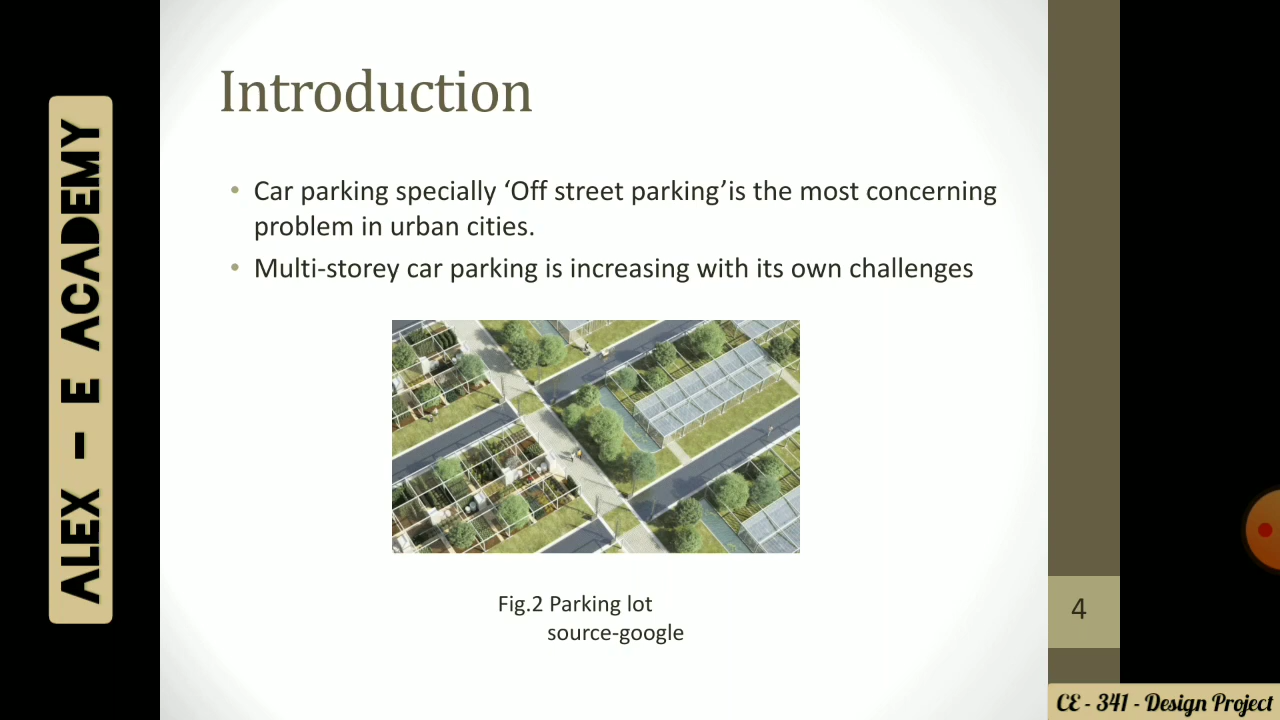 ALEX - E ACADEMY
Introduction
• Car parking specially ‘Off street parking’is the most concerning
problem in urban cities.
• Multi-storey car parking is increasing with its own challenges
Fig.2 Parking lot
source-google
4
CE - 341 - Design Project